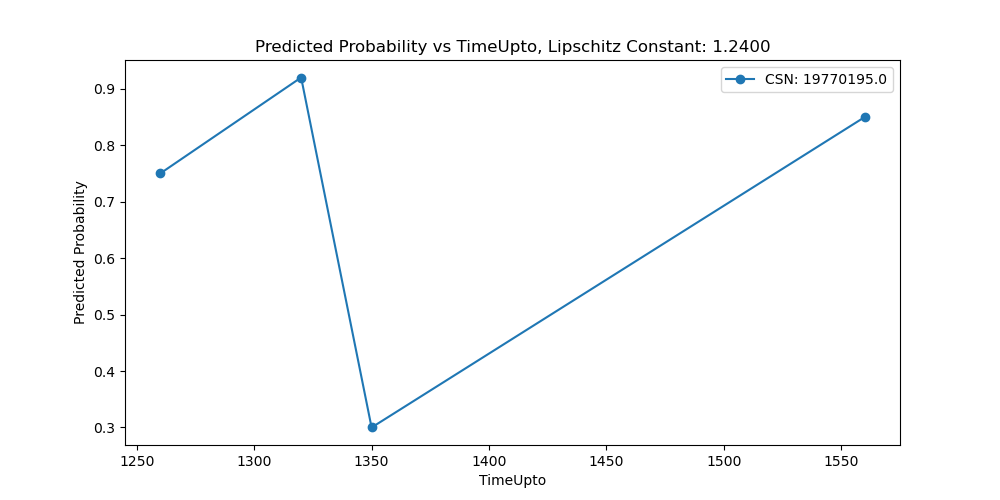 Predicted Probability vs TimeUpto, Lipschitz Constant: 1.2400
CSN: 19770195.0
Predicted Probability
0.9
0.8
0.7
0.6
0.5
0.4
0.3
1250 1300 1350 1400 1450 1500 1550
TimeUpto